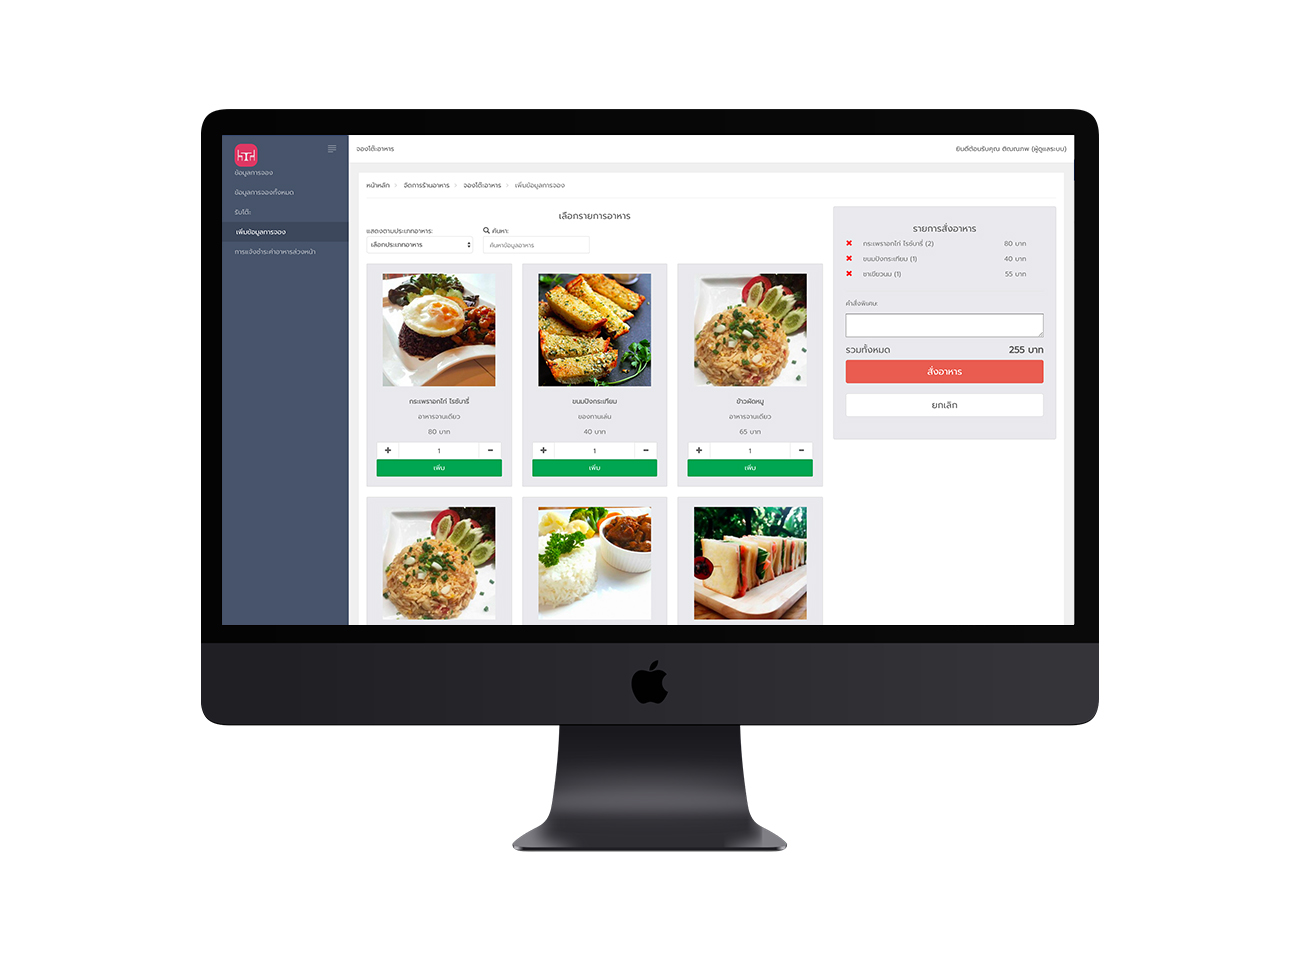 hTH
ข้อมูลการจอง
ข้อมูลการจองทั้งหมด
รับโต๊ะ
เพิ่มข้อมูลการจอง
การแจ้งชำระค่าอาหารล่วงหน้า
จองโต๊ะอาหาร
ยินดีต้อนรับคุณ ติณณภพ (ผู้ดูแลระบบ)
หน้าหลัก > จัดการร้านอาหาร > จองโต๊ะอาหาร > เพิ่มข้อมูลการจอง
เลือกรายการอาหาร
แสดงตามประเภทอาหาร:
เลือกประเภทอาหาร
ค้นหา:
ค้นหาข้อมูลอาหาร
กระเพราอกไก่ ไรซ์บารี่
อาหารจานเดียว
80 บาท
+ 1 -
เพิ่ม
ขนมปังกระเทียม
ของทานเล่น
40 บาท
+ 1 -
เพิ่ม
ข้าวผัดหมู
อาหารจานเดียว
65 บาท
+ 1 -
เพิ่ม
รายการสั่งอาหาร
กระเพราอกไก่ ไรซ์บารี่ (2) 80 บาท
ขนมปังกระเทียม (1) 40 บาท
ชาเขียวนม (1) 55 บาท
คำสั่งพิเศษ:
รวมทั้งหมด 255 บาท
สั่งอาหาร
ยกเลิก